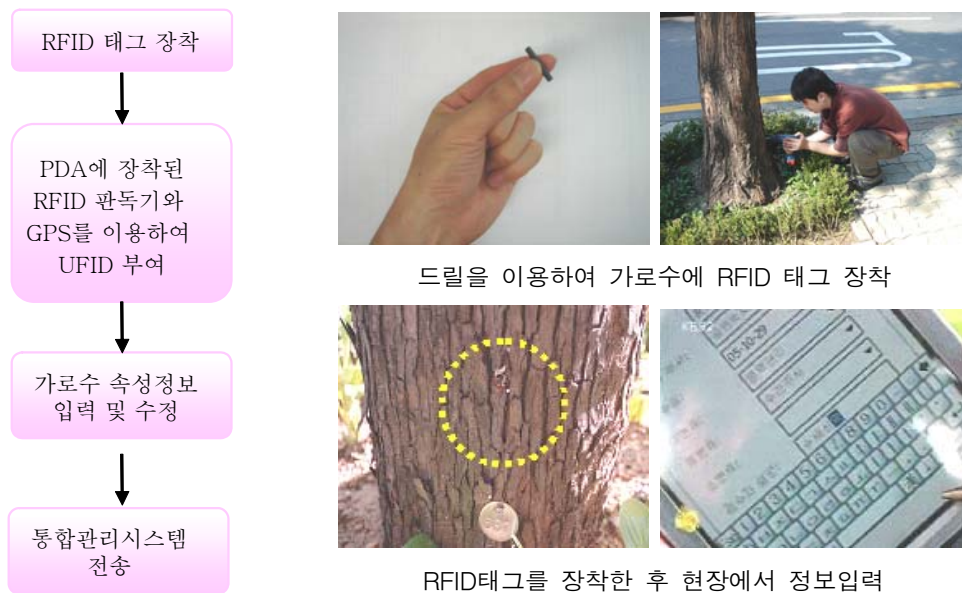 RFID 태그 장착
PDA에 장착된
RFID 판독기와
GPS를 이용하여
UFID 부여
가로수 속성정보
입력 및 수정
통합관리시스템
전송
드릴을 이용하여 가로수에 RFID 태그 장착
05-10-29
RFID태그를 장착한 후 현장에서 정보입력